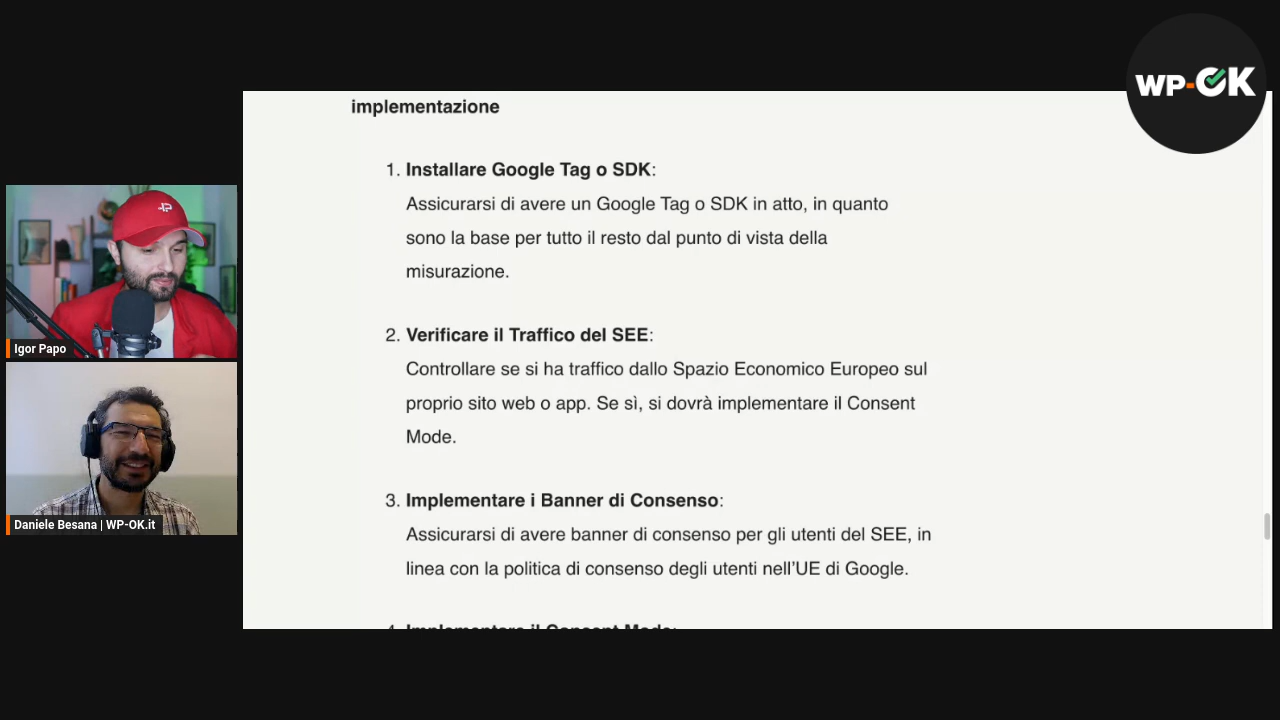 WP-OK
implementazione
1. Installare Google Tag o SDK:
Assicurarsi di avere un Google Tag o SDK in atto, in quanto
sono la base per tutto il resto dal punto di vista della
misurazione.
2. Verificare il Traffico del SEE:
Controllare se si ha traffico dallo Spazio Economico Europeo sul
proprio sito web o app. Se sì, si dovrà implementare il Consent
Mode.
3. Implementare i Banner di Consenso:
Assicurarsi di avere banner di consenso per gli utenti del SEE, in
linea con la politica di consenso degli utenti nell'UE di Google.
4. Implementare il Consent Mode:
Igor Papo
Daniele Besana | WP-OK.it